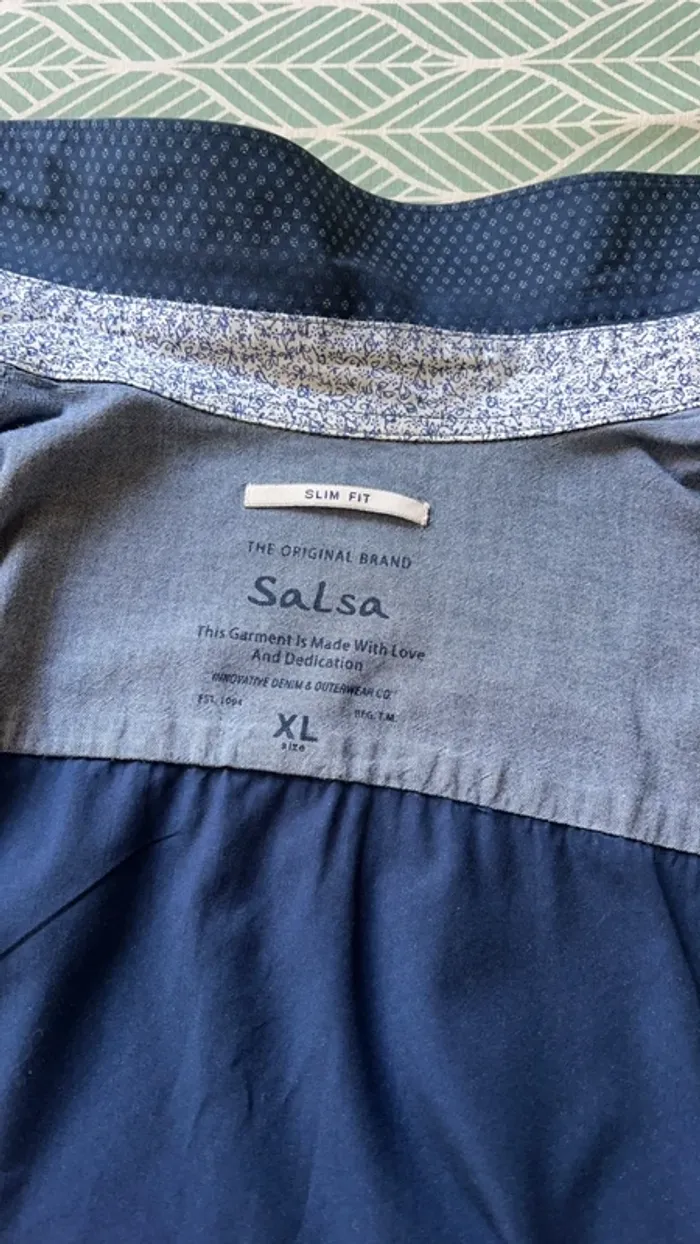 SLIM FIT
THE ORIGINAL BRAND
Salsa
This Garment Is Made With Love
And Dedication
INNOVATIVE DENIM & OUTERWEAR CO.
EST. 1994
REG. T.M.
XL
size